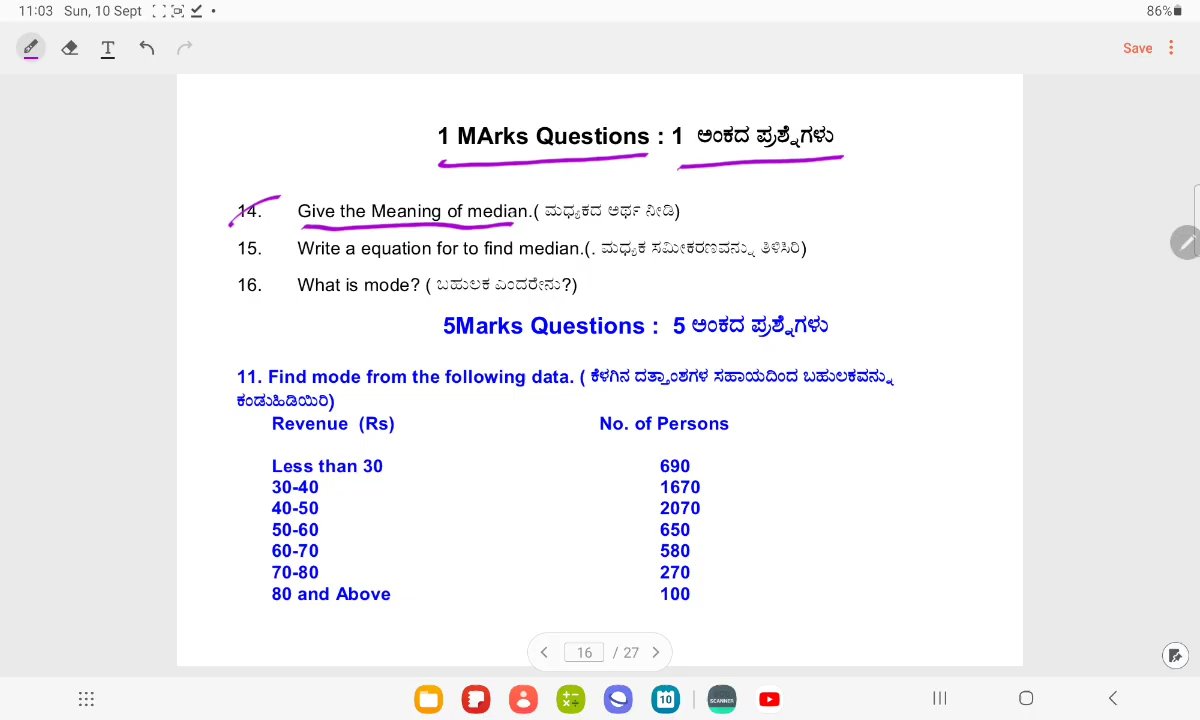 11:03 Sun, 10 Sept
86%
T
Save
1 MArks Questions : 1 ಅಂಕದ ಪ್ರಶ್ನೆಗಳು
14. Give the Meaning of median.( ಮಧ್ಯಕದ ಅರ್ಥ ನೀಡಿ)
15. Write a equation for to find median.(. ಮಧ್ಯಕ ಸಮೀಕರಣವನ್ನು ತಿಳಿಸಿರಿ)
16. What is mode? ( ಬಹುಲಕ ಎಂದರೇನು?)
5Marks Questions : 5 ಅಂಕದ ಪ್ರಶ್ನೆಗಳು
11. Find mode from the following data. ( ಕೆಳಗಿನ ದತ್ತಾಂಶಗಳ ಸಹಾಯದಿಂದ ಬಹುಲಕವನ್ನು
ಕಂಡುಹಿಡಿಯಿರಿ)
Revenue (Rs) No. of Persons
Less than 30 690
30-40 1670
40-50 2070
50-60 650
60-70 580
70-80 270
80 and Above 100
16 / 27
10
SCANNER